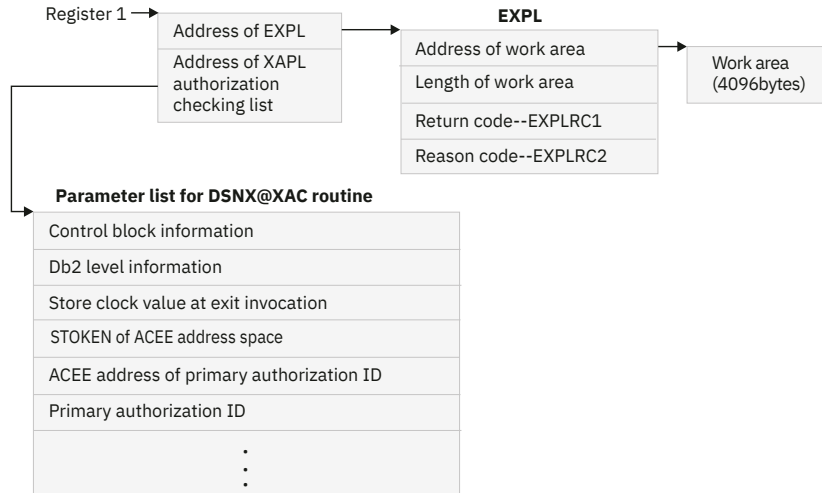 Register 1
Address of EXPL
Address of XAPL
authorization
checking list
EXPL
Address of work area
Length of work area
Return code--EXPLRC1
Reason code--EXPLRC2
Work area
(4096bytes)
Parameter list for DSNX@XAC routine
Control block information
Db2 level information
Store clock value at exit invocation
STOKEN of ACEE address space
ACEE address of primary authorization ID
Primary authorization ID